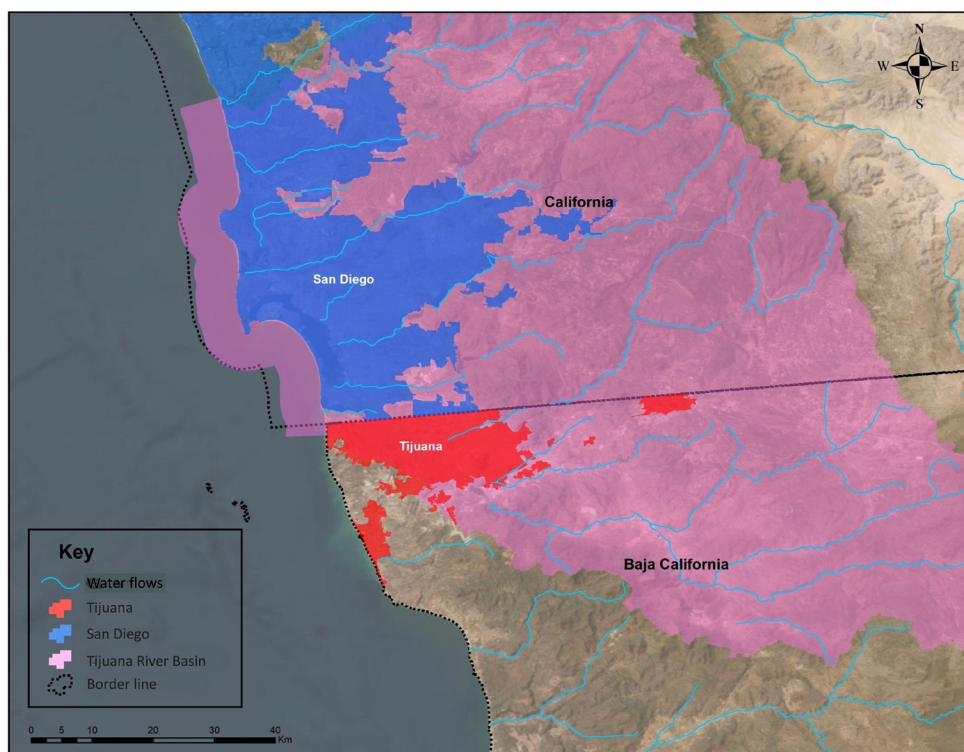 N
W E
S
California
San Diego
Tijuana
Baja California
Key
Water flows
Tijuana
San Diego
Tijuana River Basin
Border line
0 5 10 20 30 40
Km